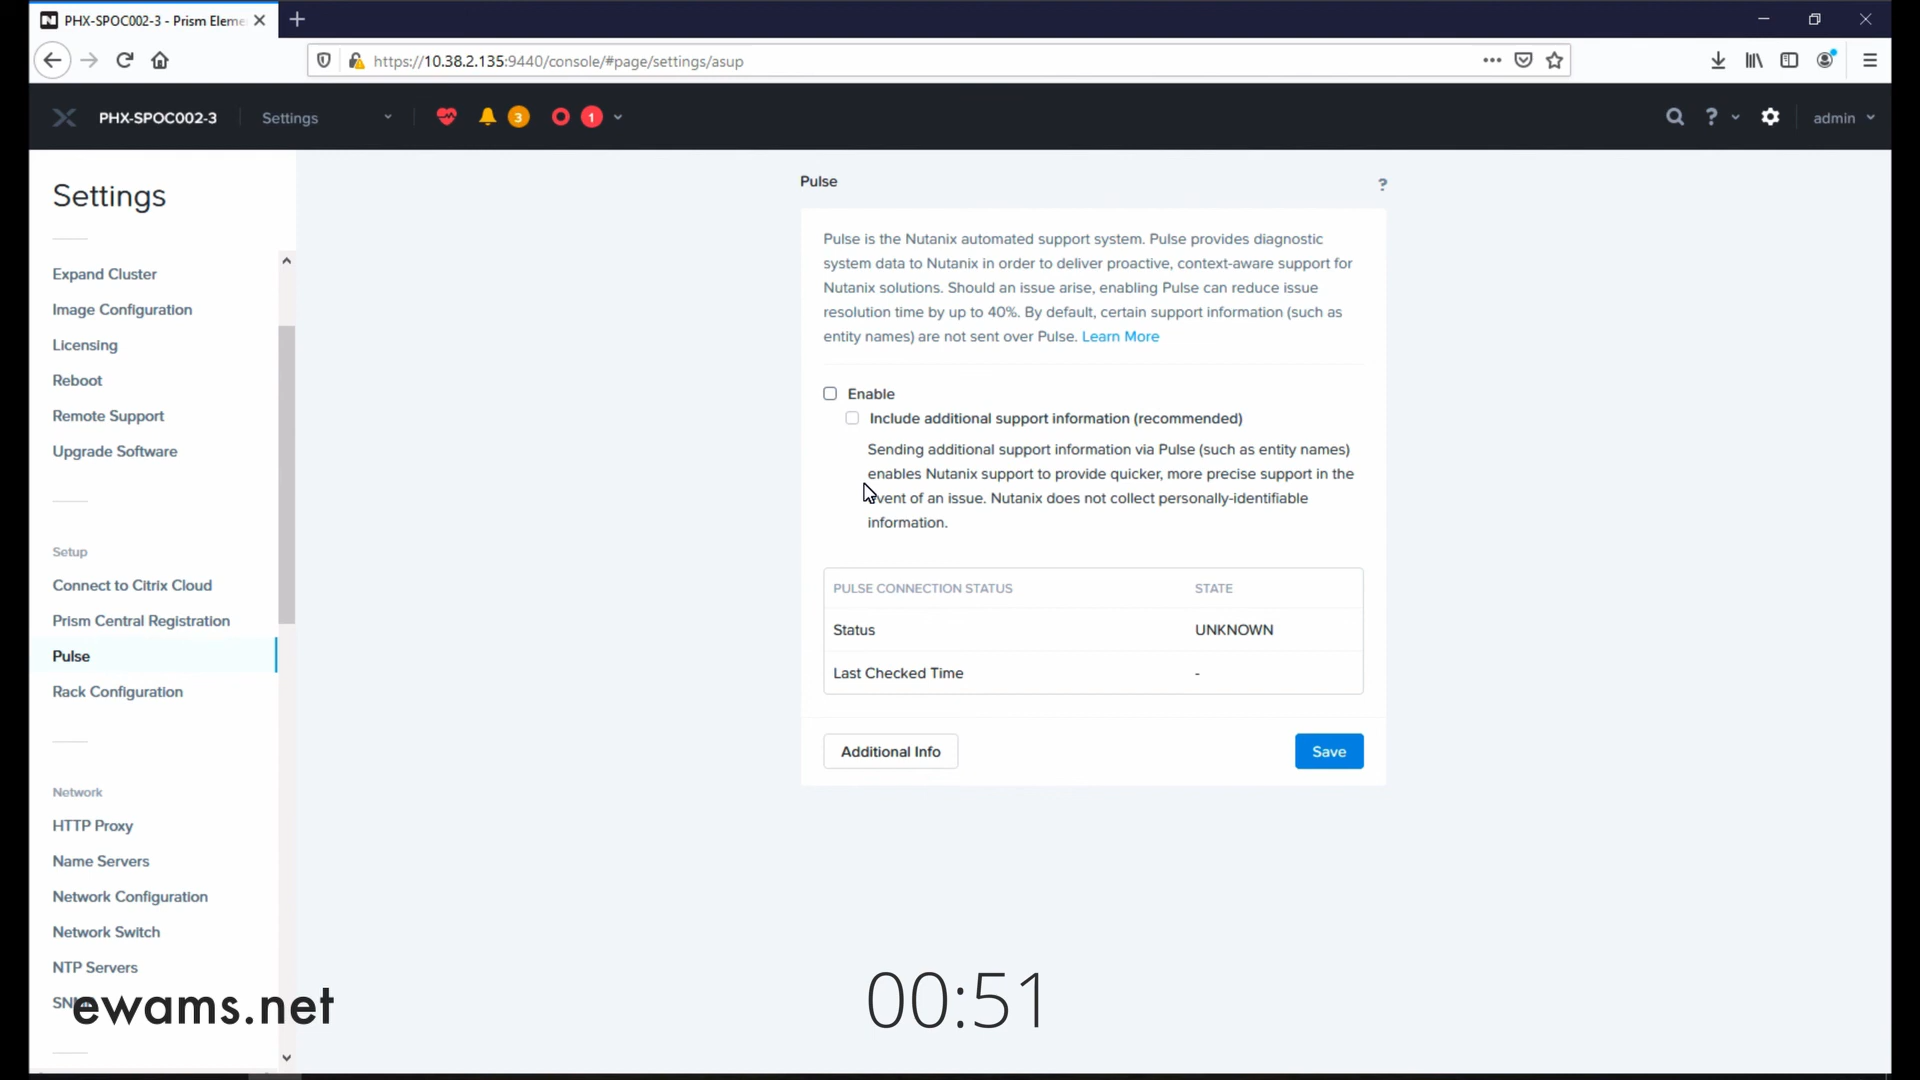 PHX-SPOC002-3 - Prism Eleme
https://10.38.2.135:9440/console/#page/settings/asup
PHX-SPOC002-3
Settings
3
1
?
admin
Settings
Expand Cluster
Image Configuration
Licensing
Reboot
Remote Support
Upgrade Software
Setup
Connect to Citrix Cloud
Prism Central Registration
Pulse
Rack Configuration
Network
HTTP Proxy
Name Servers
Network Configuration
Network Switch
NTP Servers
Pulse
?
Pulse is the Nutanix automated support system. Pulse provides diagnostic
system data to Nutanix in order to deliver proactive, context-aware support for
Nutanix solutions. Should an issue arise, enabling Pulse can reduce issue
resolution time by up to 40%. By default, certain support information (such as
entity names) are not sent over Pulse. Learn More
Enable
Include additional support information (recommended)
Sending additional support information via Pulse (such as entity names)
enables Nutanix support to provide quicker, more precise support in the
event of an issue. Nutanix does not collect personally-identifiable
information.
PULSE CONNECTION STATUS STATE
Status UNKNOWN
Last Checked Time -
Additional Info
Save
ewams.net
00:51